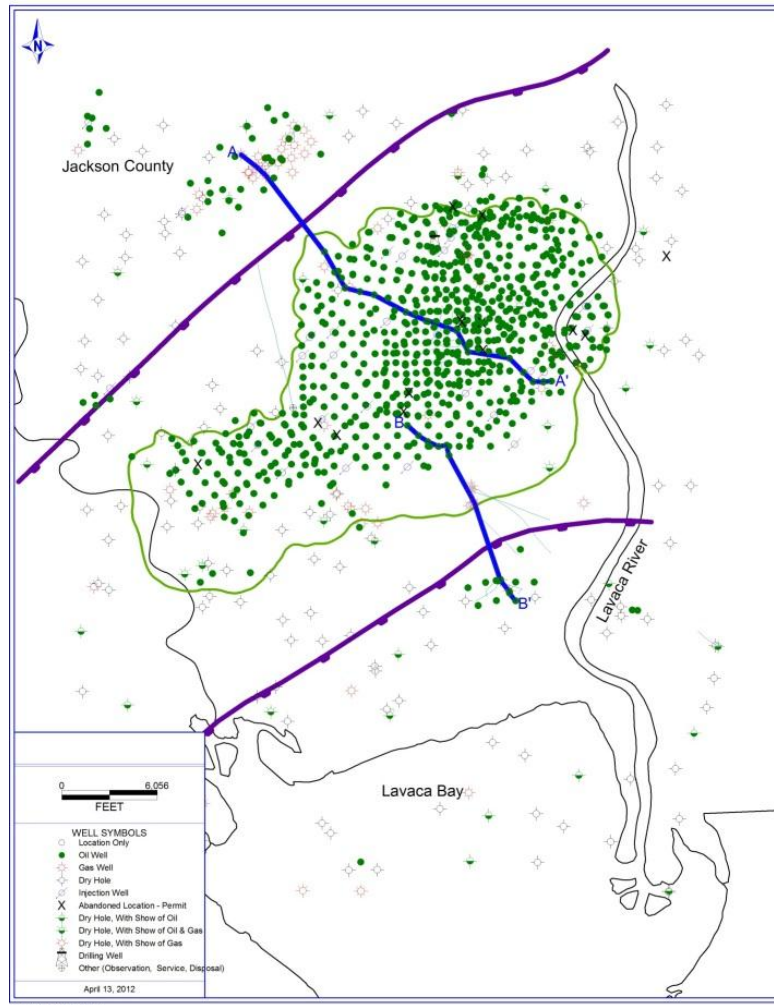 N
Jackson County
A
A'
B
B'
Lavaca River
Lavaca Bay
0 6,056
FEET
WELL SYMBOLS
Location Only
Oil Well
Gas Well
Dry Hole
Injection Well
X Abandoned Location - Permit
Dry Hole, With Show of Oil
Dry Hole, With Show of Oil & Gas
Dry Hole, With Show of Gas
Drilling Well
Other (Observation, Service, Disposal)
April 13, 2012